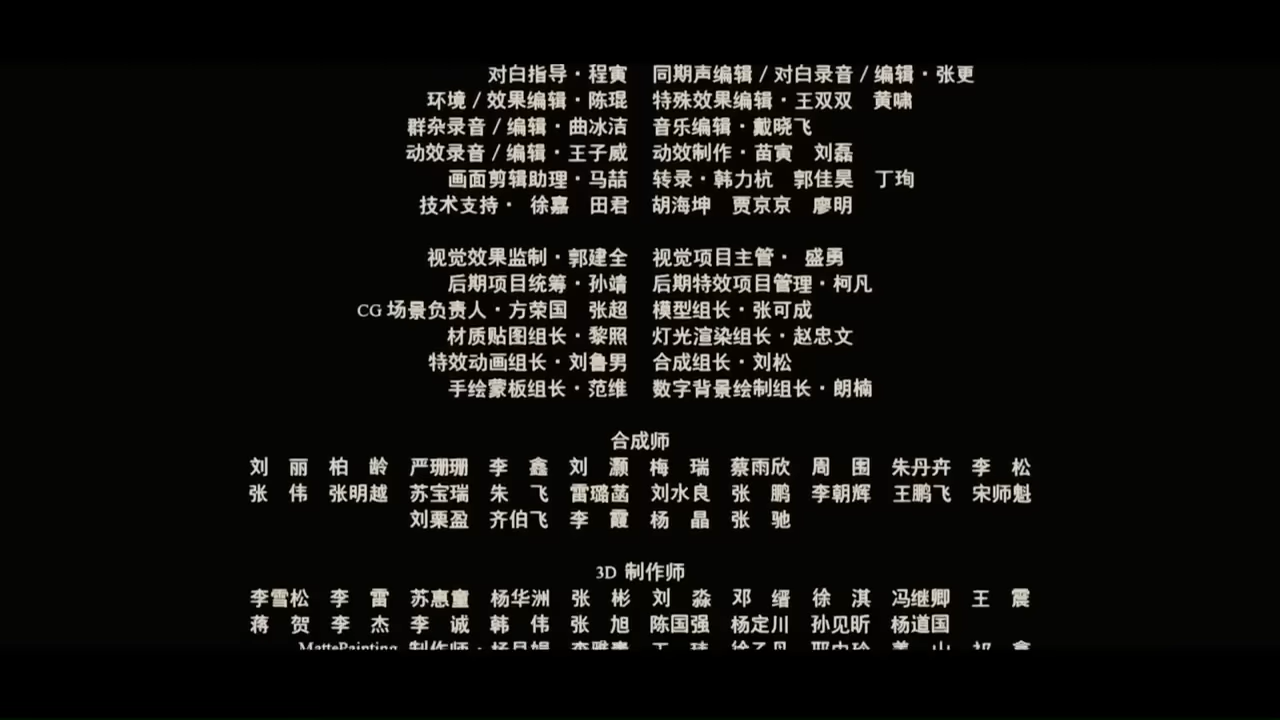 对白指导·程寅 同期声编辑/对白录音/编辑·张更
环境/效果编辑·陈琨 特殊效果编辑·王双双 黄啸
群杂录音/编辑·曲冰洁 音乐编辑·戴晓飞
动效录音/编辑·王子威 动效制作·苗寅 刘磊
画面剪辑助理·马喆 转录·韩力杭 郭佳昊 丁珣
技术支持· 徐嘉 田君 胡海坤 贾京京 廖明
视觉效果监制·郭建全 视觉项目主管· 盛勇
后期项目统筹·孙靖 后期特效项目管理·柯凡
CG场景负责人·方荣国 张超 模型组长·张可成
材质贴图组长·黎照 灯光渲染组长·赵忠文
特效动画组长·刘鲁男 合成组长·刘松
手绘蒙板组长·范维 数字背景绘制组长·朗楠
合成师
刘丽 柏龄 严珊珊 李鑫 刘灏 梅瑞 蔡雨欣 周围 朱丹卉 李松
张伟 张明越 苏宝瑞 朱飞 雷璐菡 刘水良 张鹏 李朝辉 王鹏飞 宋师魁
刘栗盈 齐伯飞 李霞 杨晶 张驰
3D 制作师
李雪松 李雷 苏惠童 杨华洲 张彬 刘淼 邓缙 徐淇 冯继卿 王震
蒋贺 李杰 李诚 韩伟 张旭 陈国强 杨定川 孙见昕 杨道国
MattePainting 制作师·